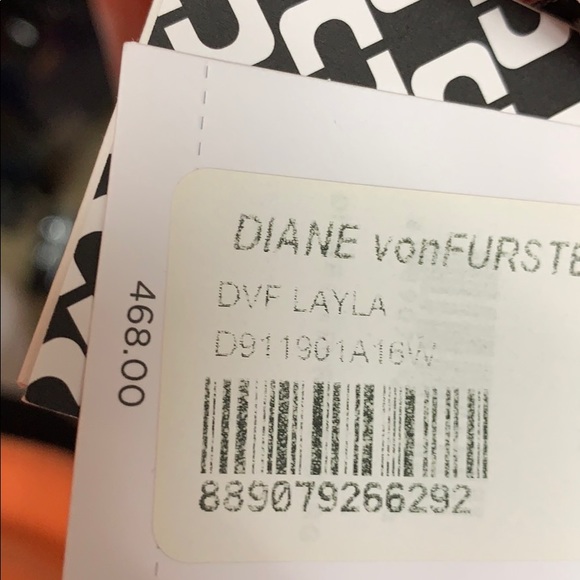 DIANE vonFURSTE
DVF LAYLA
D911901A16W
889079266292
468.00